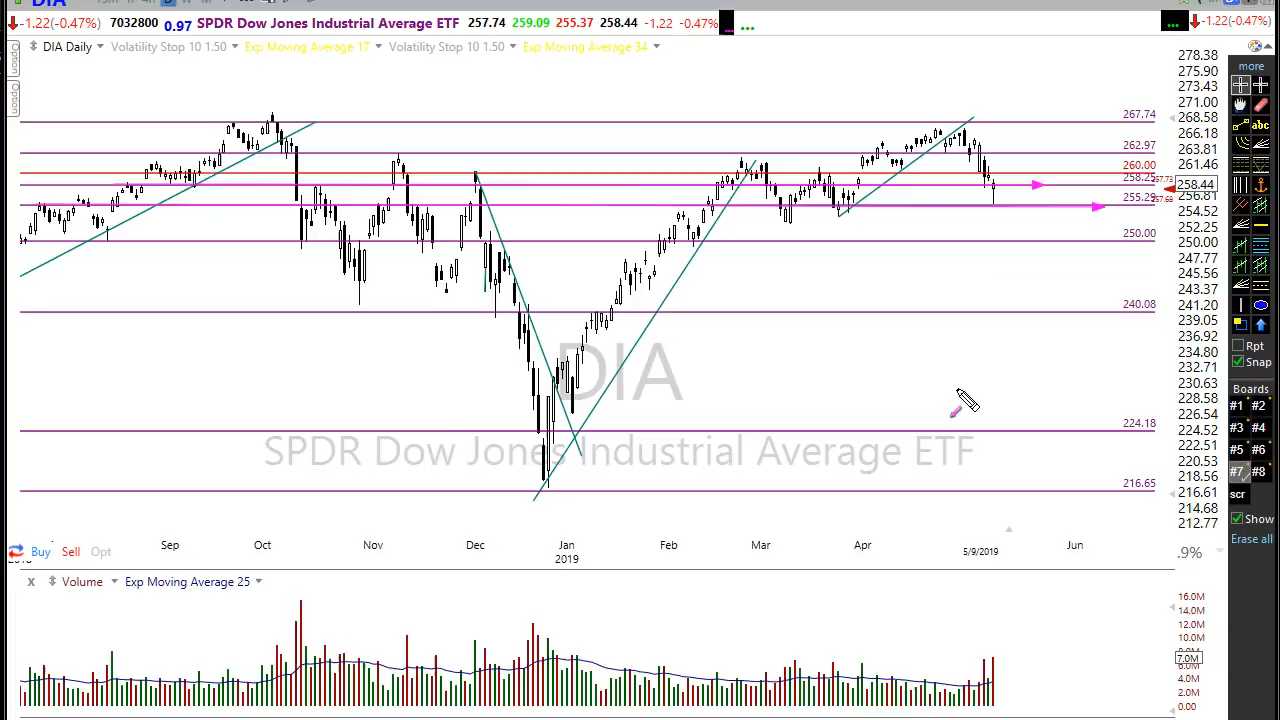 DIA
-1.22(-0.47%) 7032800 0.97 SPDR Dow Jones Industrial Average ETF 257.74 259.09 255.37 258.44 -1.22 -0.47% ... ... -1.22(-0.47%)
DIA Daily Volatility Stop 10 1.50 Exp Moving Average 17 Volatility Stop 10 1.50 Exp Moving Average 34
Option
Option
278.38
275.90
273.43
271.00
268.58
266.18
263.81
261.46
258.44
256.81
254.52
252.25
250.00
247.77
245.56
243.37
241.20
239.05
236.92
234.80
232.71
230.63
228.58
226.54
224.52
222.51
220.53
218.56
216.61
214.68
212.77
267.74
262.97
260.00
258.25
257.73
255.29
257.68
250.00
240.08
224.18
216.65
DIA
SPDR Dow Jones Industrial Average ETF
more
abc
Rpt
Snap
Boards
#1 #2
#3 #4
#5 #6
#7 #8
scr
Show
Erase all
Buy Sell Opt
Sep Oct Nov Dec Jan Feb Mar Apr 5/9/2019 Jun
2019
.9%
X Volume Exp Moving Average 25
16.0M
14.0M
12.0M
10.0M
8.0M
7.0M
6.0M
4.0M
2.0M
0.00